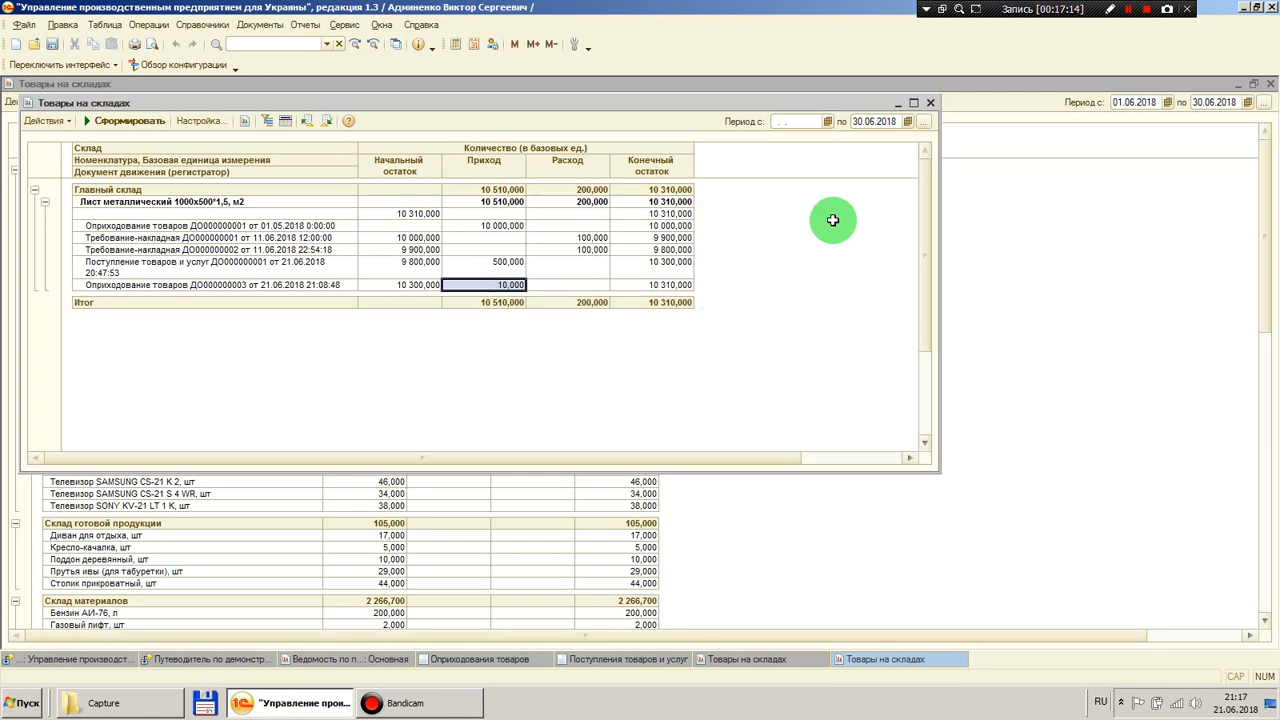 "Управление производственным предприятием для Украины", редакция 1.3 / Админенко Виктор Сергеевич /
Запись [00:17:14]
Файл Правка Таблица Операции Справочники Документы Отчеты Сервис Окна Справка
M M+ M-
Переключить интерфейс Обзор конфигурации
Товары на складах
Период с: 01.06.2018 по 30.06.2018 ...
Товары на складах
Действия Сформировать Настройка... Период с: . . по 30.06.2018 ...
Склад Количество (в базовых ед.)
Номенклатура, Базовая единица измерения Начальный остаток Приход Расход Конечный остаток
Документ движения (регистратор)
Главный склад 10 510,000 200,000 10 310,000
Лист металлический 1000х500*1,5, м2 10 510,000 200,000 10 310,000
10 310,000 10 310,000
Оприходование товаров ДО000000001 от 01.05.2018 0:00:00 10 000,000 10 000,000
Требование-накладная ДО000000001 от 11.06.2018 12:00:00 10 000,000 100,000 9 900,000
Требование-накладная ДО000000002 от 11.06.2018 22:54:18 9 900,000 100,000 9 800,000
Поступление товаров и услуг ДО000000001 от 21.06.2018 20:47:53 9 800,000 500,000 10 300,000
Оприходование товаров ДО000000003 от 21.06.2018 21:08:48 10 300,000 10,000 10 310,000
Итог 10 510,000 200,000 10 310,000
Телевизор SAMSUNG CS-21 K 2, шт 46,000 46,000
Телевизор SAMSUNG CS-21 S 4 WR, шт 34,000 34,000
Телевизор SONY KV-21 LT 1 K, шт 38,000 38,000
Склад готовой продукции 105,000 105,000
Диван для отдыха, шт 17,000 17,000
Кресло-качалка, шт 5,000 5,000
Поддон деревянный, шт 10,000 10,000
Прутья ивы (для табуретки), шт 29,000 29,000
Столик прикроватный, шт 44,000 44,000
Склад материалов 2 266,700 2 266,700
Бензин АИ-76, л 200,000 200,000
Газовый лифт, шт 2,000 2,000
...: Управление производст... Путеводитель по демонстр... Ведомость по п...: Основная Оприходования товаров Поступления товаров и услуг Товары на складах Товары на складах
CAP NUM
Пуск Capture "Управление прои... Bandicam RU 21:17
21.06.2018